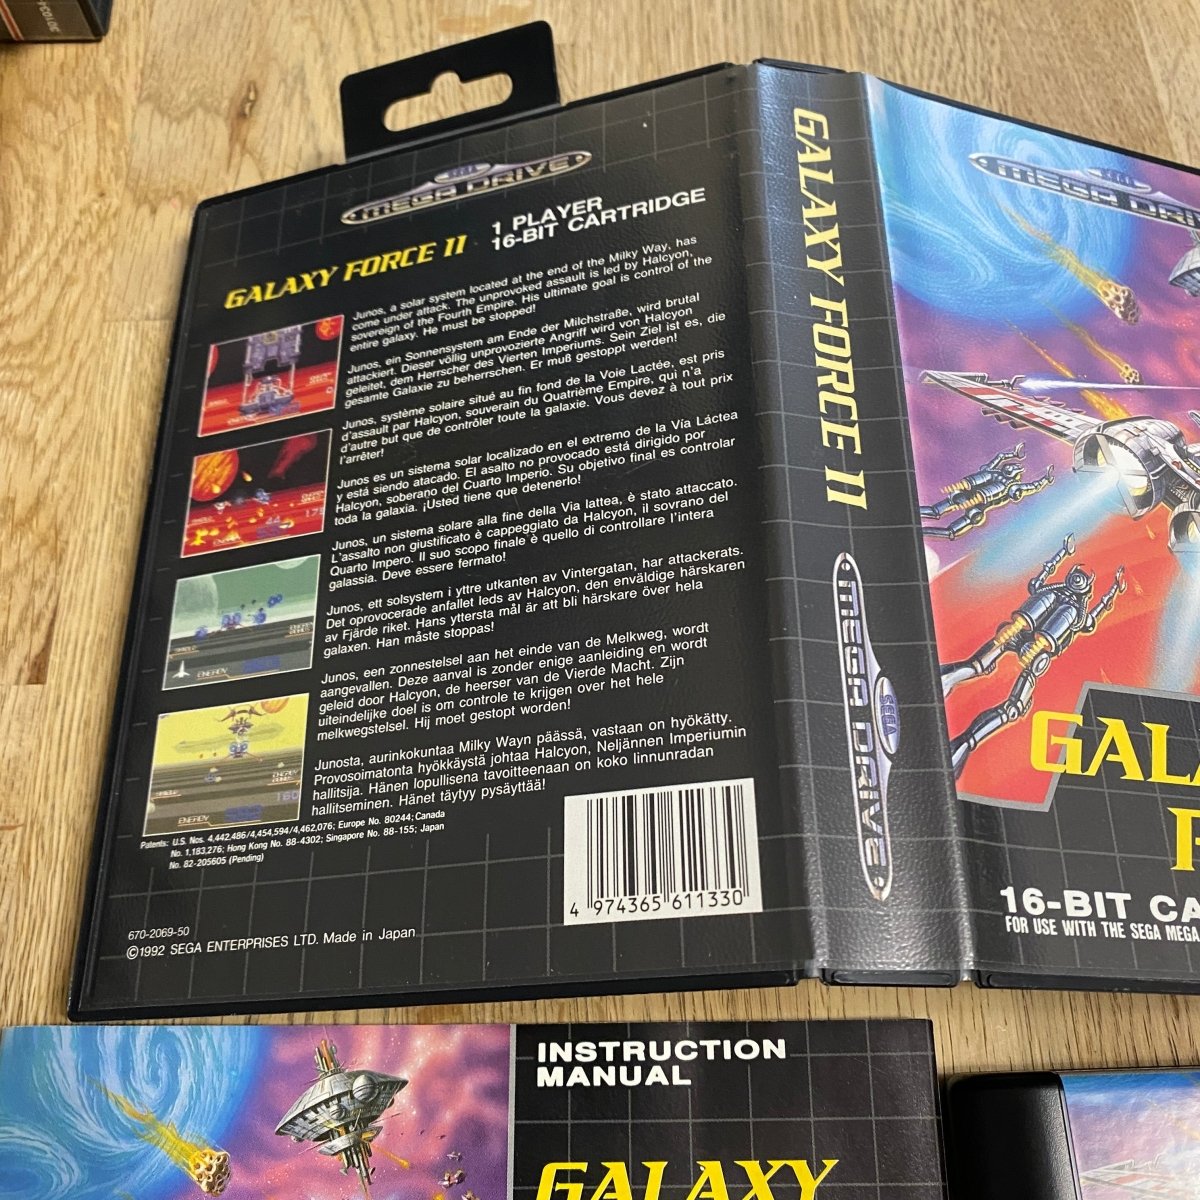 301034
SEGA
MEGA DRIVE
GALAXY FORCE II
1 PLAYER
16-BIT CARTRIDGE
Junos, a solar system located at the end of the Milky Way, has
come under attack. The unprovoked assault is led by Halcyon,
sovereign of the Fourth Empire. His ultimate goal is control of the
entire galaxy. He must be stopped!
Junos, ein Sonnensystem am Ende der Milchstraße, wird brutal
attackiert. Dieser völlig unprovozierte Angriff wird von Halcyon
geleitet, dem Herrscher des Vierten Imperiums. Sein Ziel ist es, die
gesamte Galaxie zu beherrschen. Er muß gestoppt werden!
Junos, système solaire situé au fin fond de la Voie Lactée, est pris
d'assault par Halcyon, souverain du Quatrième Empire, qui n'a
d'autre but que de contrôler toute la galaxie. Vous devez à tout prix
l'arrêter!
Junos es un sistema solar localizado en el extremo de la Vía Láctea
y está siendo atacado. El asalto no provocado está dirigido por
Halcyon, soberano del Cuarto Imperio. Su objetivo final es controlar
toda la galaxia. ¡Usted tiene que detenerlo!
Junos, un sistema solare alla fine della Via lattea, è stato attaccato.
L'assalto non giustificato è cappeggiato da Halcyon, il sovrano del
Quarto Impero. Il suo scopo finale è quello di controllare l'intera
galassia. Deve essere fermato!
Junos, ett solsystem i yttre utkanten av Vintergatan, har attackerats.
Det oprovocerade anfallet leds av Halcyon, den enväldige härskaren
av Fjärde riket. Hans yttersta mål är att bli härskare över hela
galaxen. Han måste stoppas!
Junos, een zonnestelsel aan het einde van de Melkweg, wordt
aangevallen. Deze aanval is zonder enige aanleiding en wordt
geleid door Halcyon, de heerser van de Vierde Macht. Zijn
uiteindelijke doel is om controle te krijgen over het hele
melkwegstelsel. Hij moet gestopt worden!
Junosta, aurinkokuntaa Milky Wayn päässä, vastaan on hyökätty.
Provosoimatonta hyökkäystä johtaa Halcyon, Neljännen Imperiumin
hallitsija. Hänen lopullisena tavoitteenaan on koko linnunradan
hallitseminen. Hänet täytyy pysäyttää!
ENERGY
SHIELD
ENERGY
160
Patents: U.S. Nos. 4,442,486/4,454,594/4,462,076; Europe No. 80244; Canada
No. 1,183,276; Hong Kong No. 88-4302; Singapore No. 88-155; Japan
No. 82-205605 (Pending)
4 974365 611330
670-2069-50
©1992 SEGA ENTERPRISES LTD. Made in Japan
GALAXY FORCE II
SEGA
MEGA DRIVE
SEGA
MEGA DRIV
GALA
F
16-BIT CA
FOR USE WITH THE SEGA MEGA
INSTRUCTION
MANUAL
GALAXY